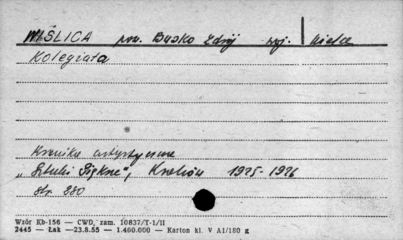 WIŚLICA pow. Busko Zdrój woj. Kielce
Kolegiata
Kronika artystyczna
„Sztuki Piękne", Kraków 1925-1926
str. 380
Wzór Kb-156 — CWD, zam. 10837/T-1/II
2445 — Łak —23.8.55 — 1.460.000 — Karton kl. V A1/180 g